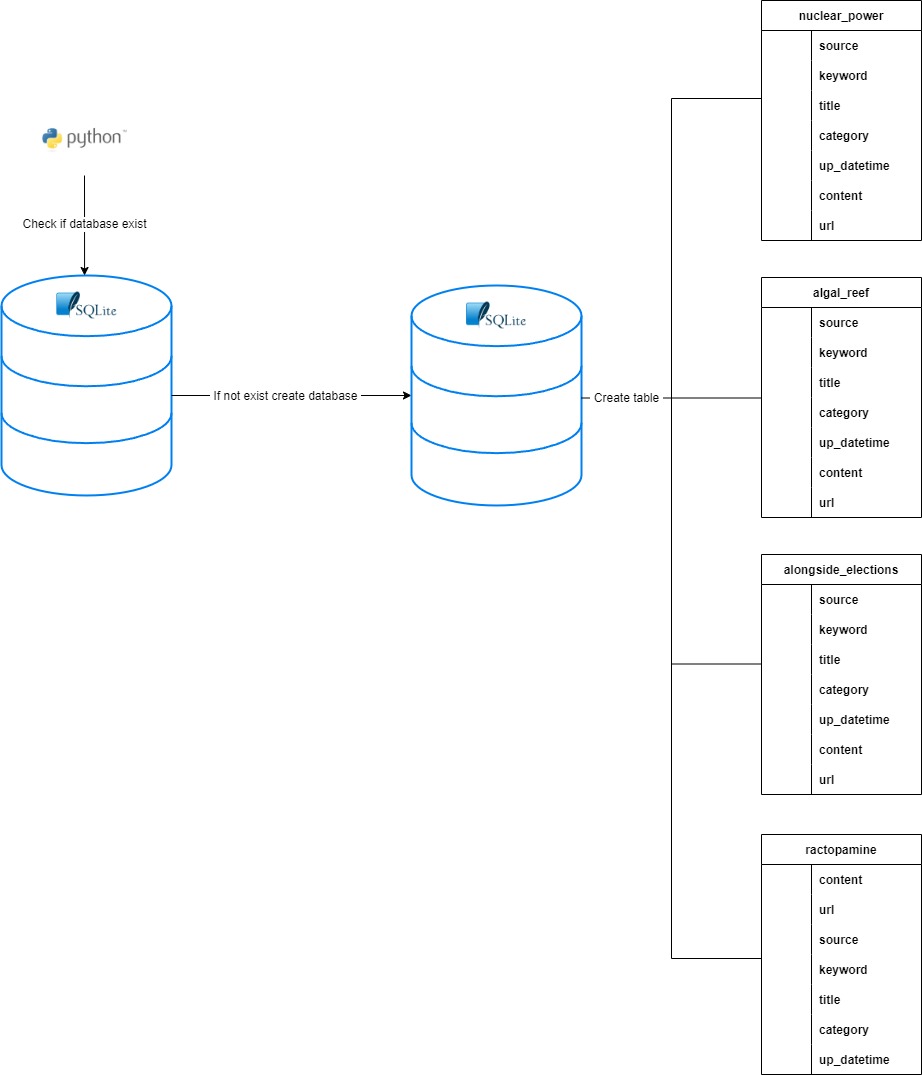 python™
Check if database exist
SQLite
If not exist create database
SQLite
Create table
nuclear_power
source
keyword
title
category
up_datetime
content
url
algal_reef
source
keyword
title
category
up_datetime
content
url
alongside_elections
source
keyword
title
category
up_datetime
content
url
ractopamine
content
url
source
keyword
title
category
up_datetime